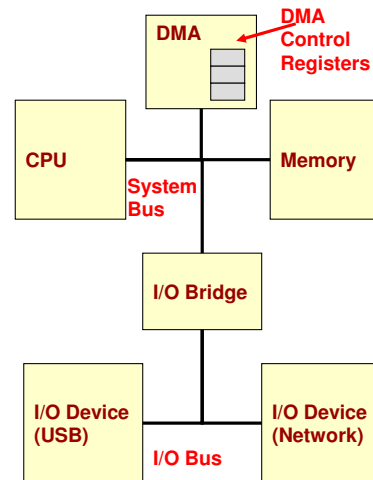 DMA
DMA
Control
Registers
CPU
Memory
System
Bus
I/O Bridge
I/O Device
(USB)
I/O Device
(Network)
I/O Bus